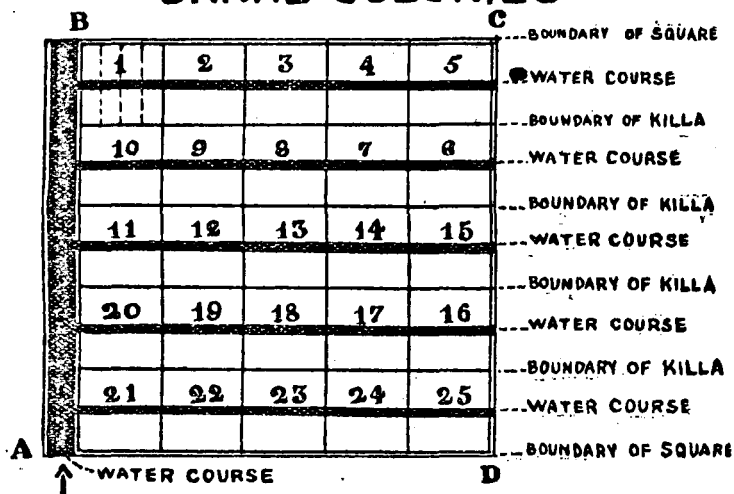 B C
BOUNDARY OF SQUARE
1 2 3 4 5
WATER COURSE
BOUNDARY OF KILLA
10 9 8 7 6
WATER COURSE
BOUNDARY OF KILLA
11 12 13 14 15
WATER COURSE
BOUNDARY OF KILLA
20 19 18 17 16
WATER COURSE
BOUNDARY OF KILLA
21 22 23 24 25
WATER COURSE
A BOUNDARY OF SQUARE
WATER COURSE D